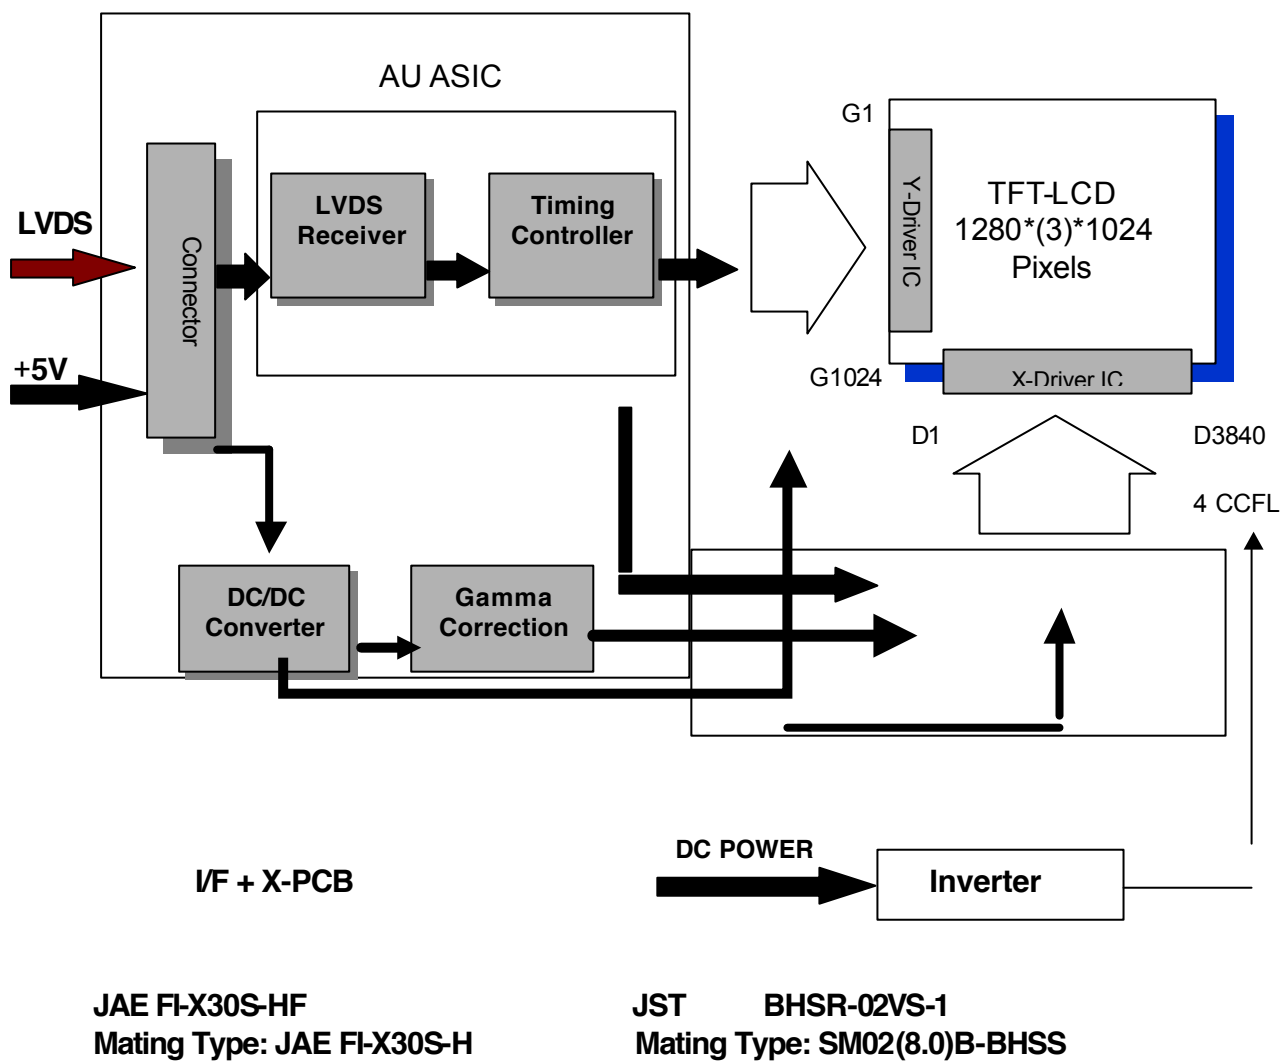 AU ASIC
G1
LVDS
Receiver
Timing
Controller
Y-Driver IC
TFT-LCD
1280*(3)*1024
Pixels
LVDS
Connector
+5V
G1024
X-Driver IC
D1
D3840
4 CCFL
DC/DC
Converter
Gamma
Correction
DC POWER
I/F + X-PCB
Inverter
JAE FI-X30S-HF
Mating Type: JAE FI-X30S-H
JST BHSR-02VS-1
Mating Type: SM02(8.0)B-BHSS